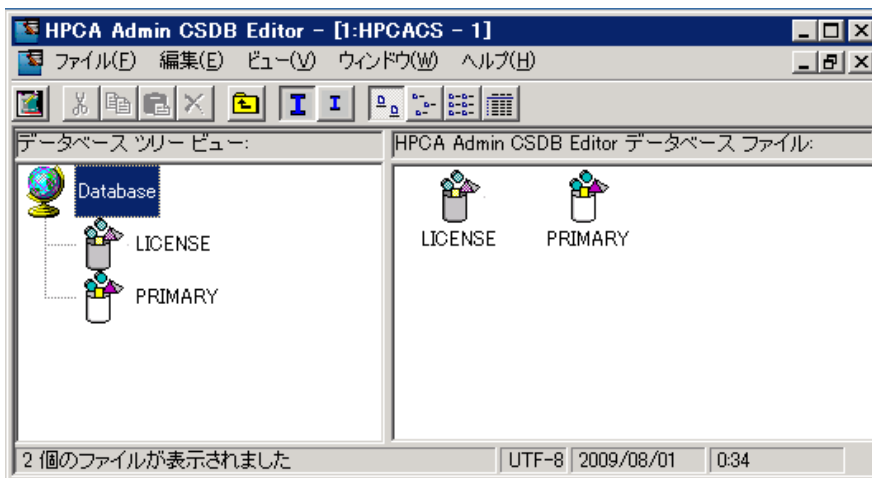 HPCA Admin CSDB Editor - [1:HPCACS - 1]
ファイル(F) 編集(E) ビュー(V) ウィンドウ(W) ヘルプ(H)
データベース ツリー ビュー:
HPCA Admin CSDB Editor データベース ファイル:
Database
LICENSE
PRIMARY
LICENSE
PRIMARY
2 個のファイルが表示されました
UTF-8
2009/08/01
0:34